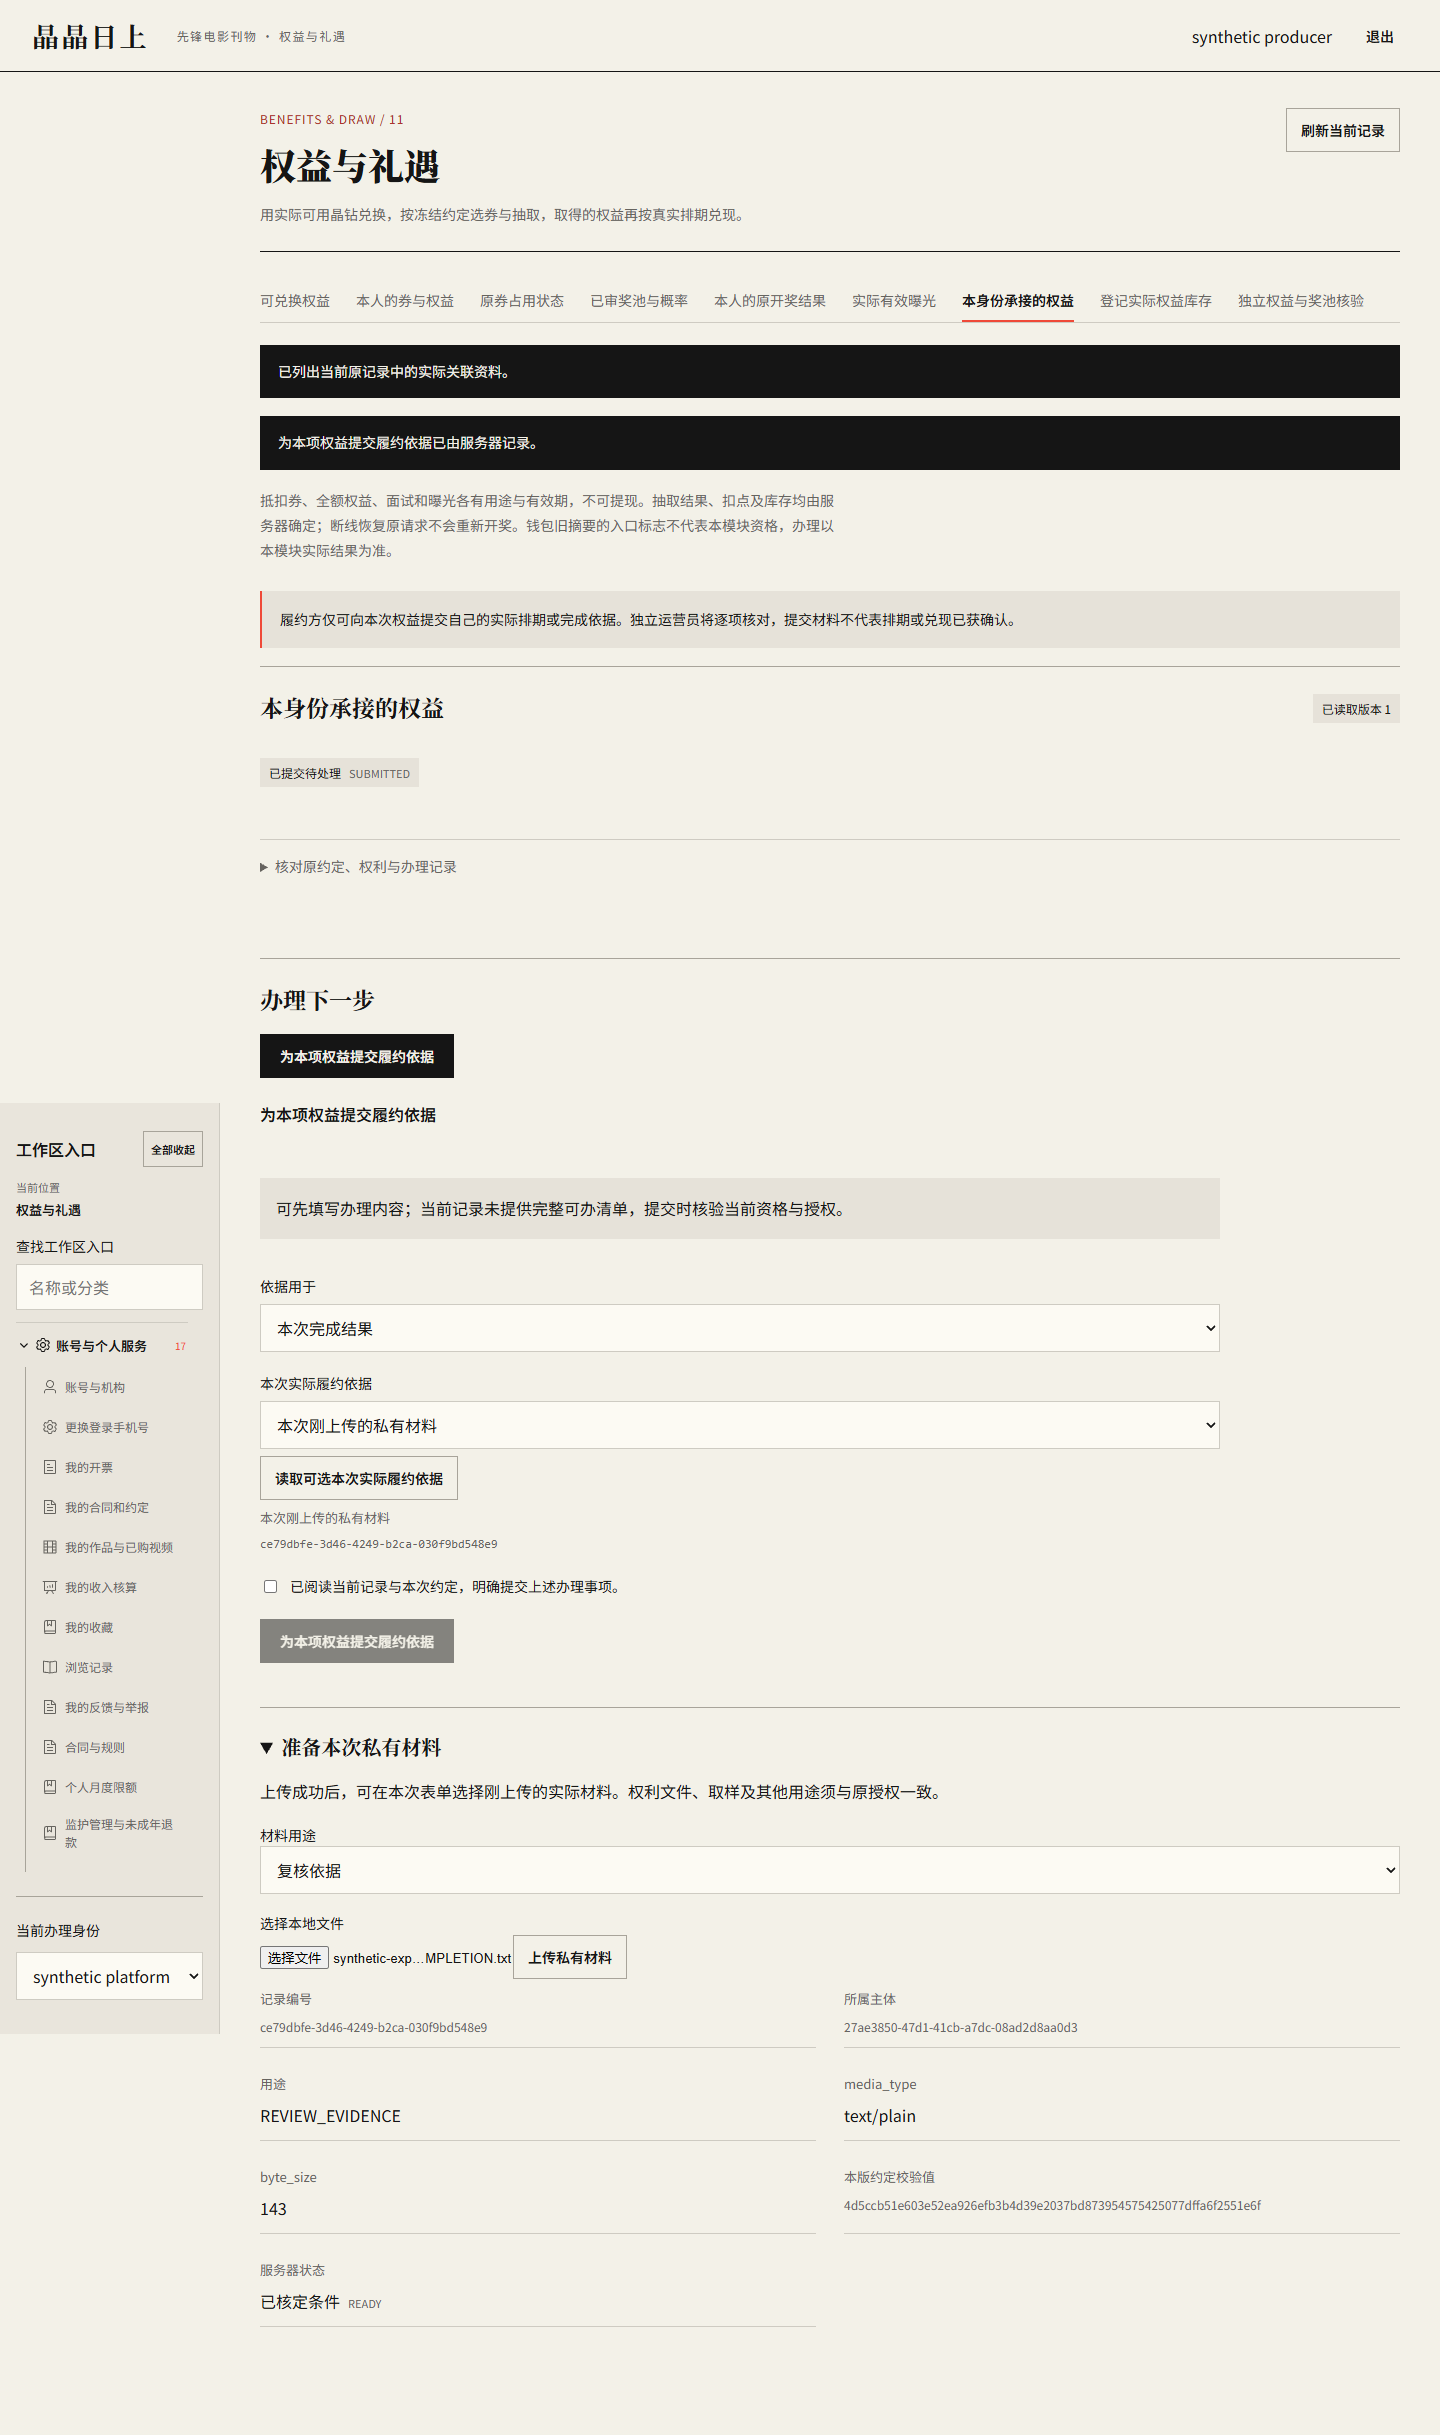 晶晶日上
先锋电影刊物 · 权益与礼遇
synthetic producer
退出
BENEFITS & DRAW / 11
刷新当前记录
权益与礼遇
用实际可用晶钻兑换，按冻结约定选券与抽取，取得的权益再按真实排期兑现。
可兑换权益
本人的券与权益
原券占用状态
已审奖池与概率
本人的原开奖结果
实际有效曝光
本身份承接的权益
登记实际权益库存
独立权益与奖池核验
已列出当前原记录中的实际关联资料。
为本项权益提交履约依据已由服务器记录。
抵扣券、全额权益、面试和曝光各有用途与有效期，不可提现。抽取结果、扣点及库存均由服
务器确定；断线恢复原请求不会重新开奖。钱包旧摘要的入口标志不代表本模块资格，办理以
本模块实际结果为准。
履约方仅可向本次权益提交自己的实际排期或完成依据。独立运营员将逐项核对，提交材料不代表排期或兑现已获确认。
本身份承接的权益
已读取版本 1
已提交待处理 SUBMITTED
核对原约定、权利与办理记录
办理下一步
为本项权益提交履约依据
为本项权益提交履约依据
可先填写办理内容；当前记录未提供完整可办清单，提交时核验当前资格与授权。
依据用于
本次完成结果
本次实际履约依据
本次刚上传的私有材料
读取可选本次实际履约依据
本次刚上传的私有材料
ce79dbfe-3d46-4249-b2ca-030f9bd548e9
已阅读当前记录与本次约定，明确提交上述办理事项。
为本项权益提交履约依据
准备本次私有材料
上传成功后，可在本次表单选择刚上传的实际材料。权利文件、取样及其他用途须与原授权一致。
材料用途
复核依据
选择本地文件
选择文件 synthetic-exp...MPLETION.txt 上传私有材料
记录编号
ce79dbfe-3d46-4249-b2ca-030f9bd548e9
所属主体
27ae3850-47d1-41cb-a7dc-08ad2d8aa0d3
用途
REVIEW_EVIDENCE
media_type
text/plain
byte_size
143
本版约定校验值
4d5ccb51e603e52ea926efb3b4d39e2037bd873954575425077dffa6f2551e6f
服务器状态
已核定条件 READY
工作区入口
全部收起
当前位置
权益与礼遇
查找工作区入口
名称或分类
账号与个人服务 17
账号与机构
更换登录手机号
我的开票
我的合同和约定
我的作品与已购视频
我的收入核算
我的收藏
浏览记录
我的反馈与举报
合同与规则
个人月度限额
监护管理与未成年退
款
当前办理身份
synthetic platform